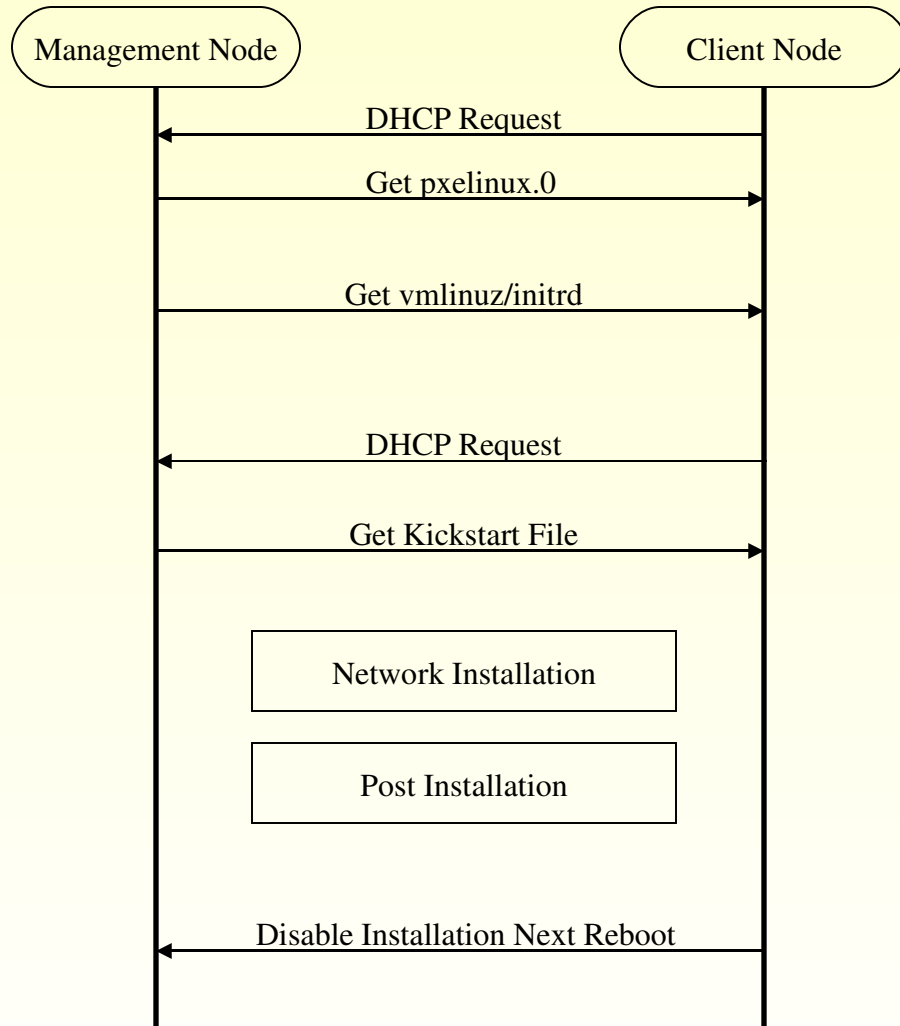 Management Node
Client Node
DHCP Request
Get pxelinux.0
Get vmlinuz/initrd
DHCP Request
Get Kickstart File
Network Installation
Post Installation
Disable Installation Next Reboot